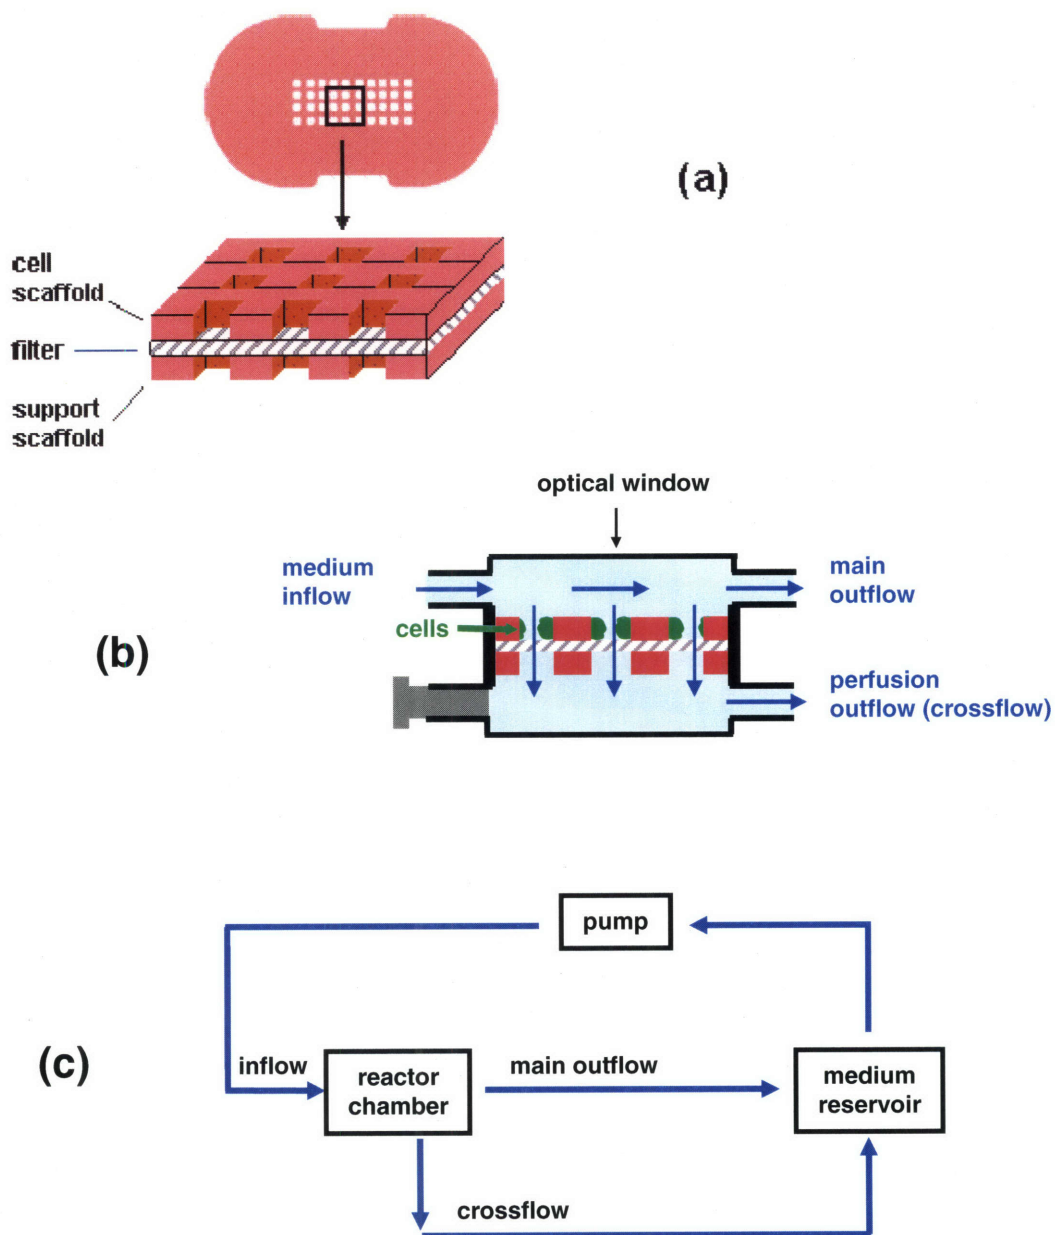 (a)
cell
scaffold
filter
support
scaffold
optical window
medium
inflow
main
outflow
cells
(b)
perfusion
outflow (crossflow)
pump
(c)
inflow
reactor
chamber
main outflow
medium
reservoir
crossflow